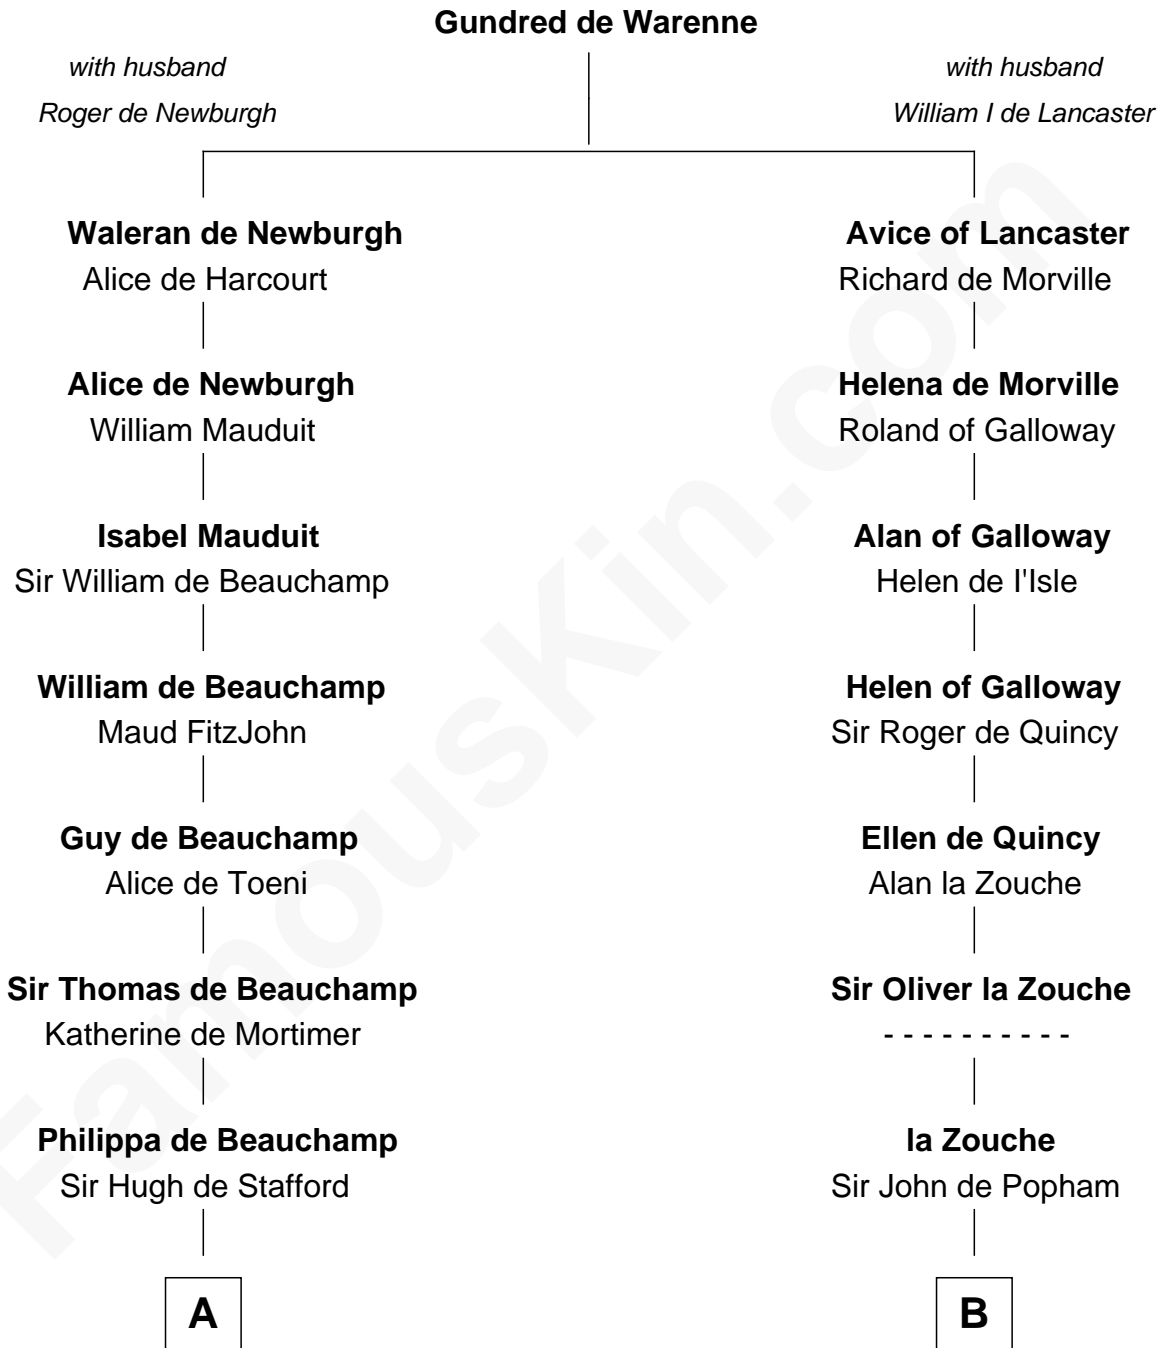 Gundred de Warenne
with husband
Roger de Newburgh
with husband
William I de Lancaster
Waleran de Newburgh
Alice de Harcourt
Avice of Lancaster
Richard de Morville
Alice de Newburgh
William Mauduit
Helena de Morville
Roland of Galloway
Isabel Mauduit
Sir William de Beauchamp
Alan of Galloway
Helen de I'Isle
William de Beauchamp
Maud FitzJohn
Helen of Galloway
Sir Roger de Quincy
Guy de Beauchamp
Alice de Toeni
Ellen de Quincy
Alan la Zouche
Sir Thomas de Beauchamp
Katherine de Mortimer
Sir Oliver la Zouche
- - - - - - - - - -
Philippa de Beauchamp
Sir Hugh de Stafford
la Zouche
Sir John de Popham
A
B
FamousKin.com